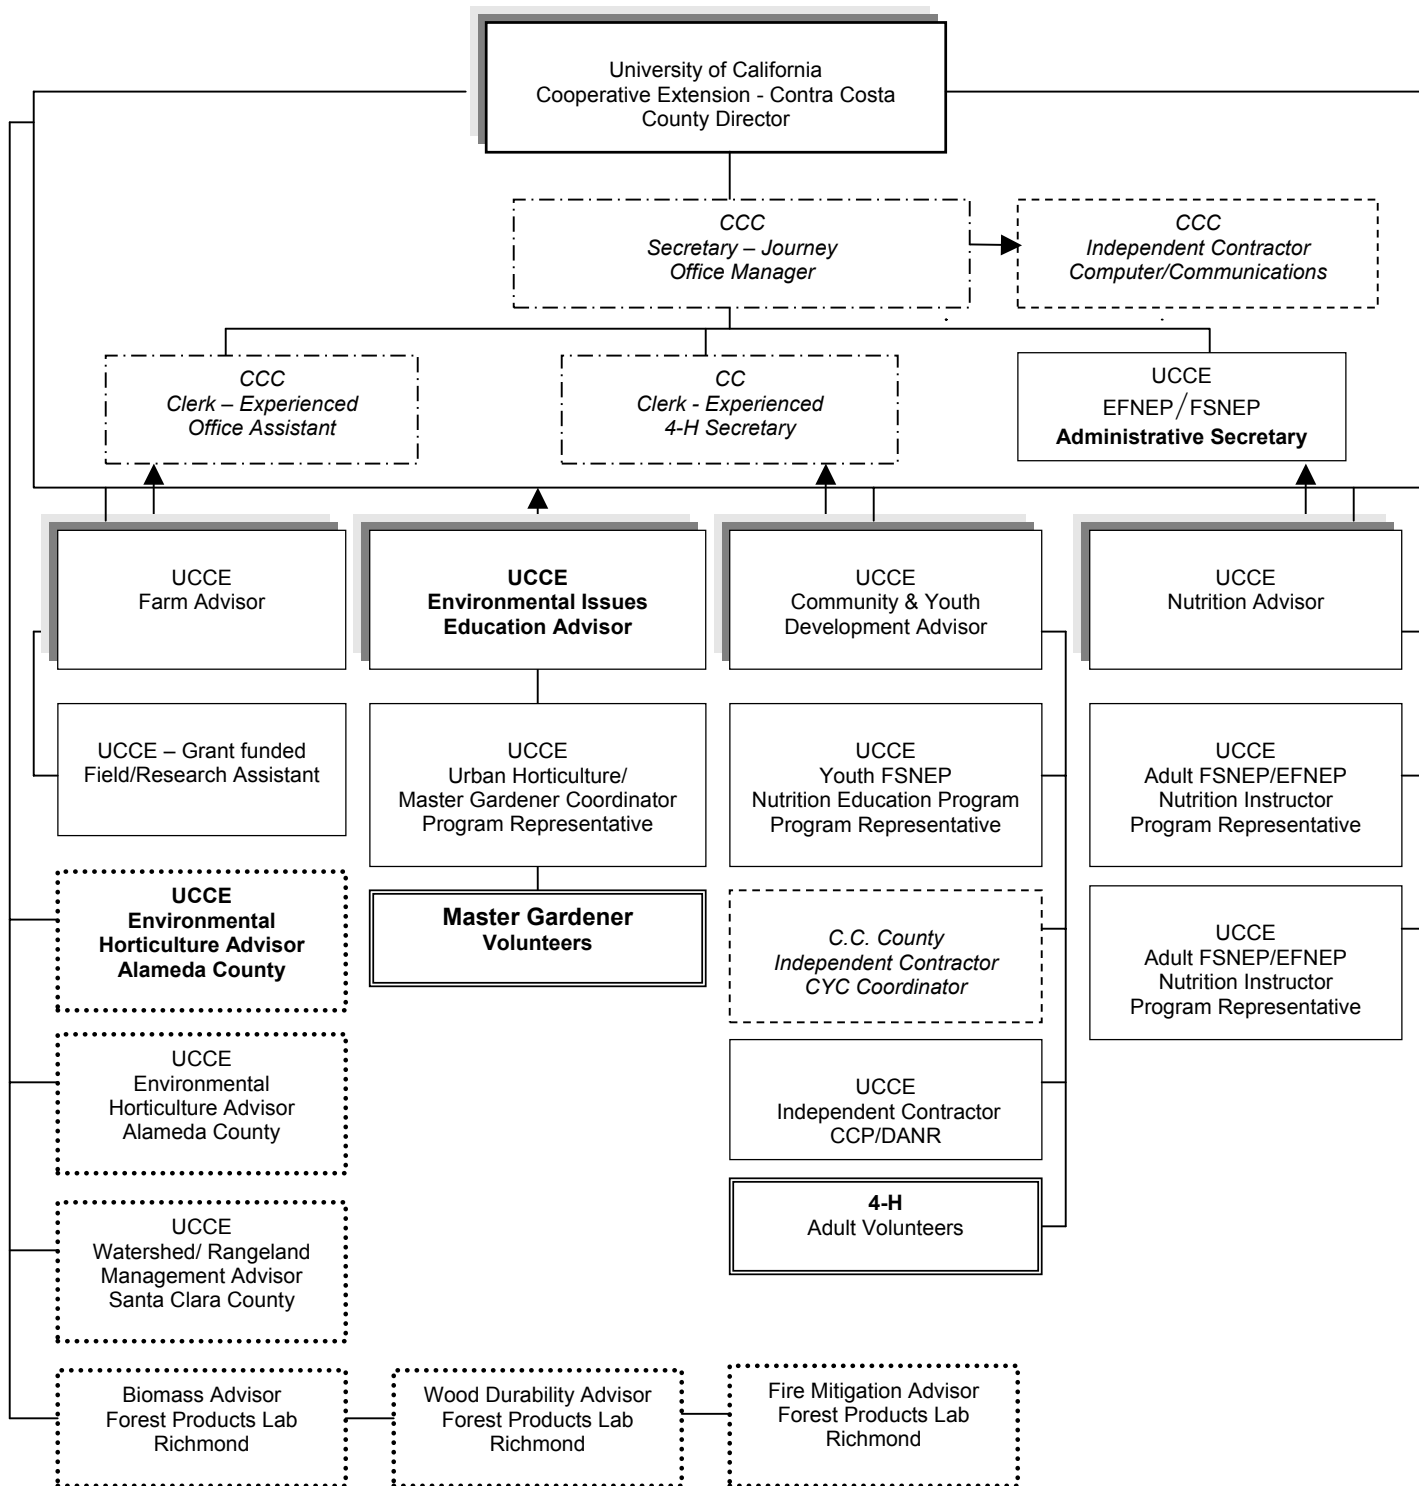 University of California
Cooperative Extension - Contra Costa
County Director
CCC
Secretary – Journey
Office Manager
CCC
Independent Contractor
Computer/Communications
CCC
Clerk – Experienced
Office Assistant
CC
Clerk - Experienced
4-H Secretary
UCCE
EFNEP/FSNEP
Administrative Secretary
UCCE
Farm Advisor
UCCE
Environmental Issues
Education Advisor
UCCE
Community & Youth
Development Advisor
UCCE
Nutrition Advisor
UCCE – Grant funded
Field/Research Assistant
UCCE
Urban Horticulture/
Master Gardener Coordinator
Program Representative
UCCE
Youth FSNEP
Nutrition Education Program
Program Representative
UCCE
Adult FSNEP/EFNEP
Nutrition Instructor
Program Representative
UCCE
Environmental
Horticulture Advisor
Alameda County
Master Gardener
Volunteers
C.C. County
Independent Contractor
CYC Coordinator
UCCE
Adult FSNEP/EFNEP
Nutrition Instructor
Program Representative
UCCE
Environmental
Horticulture Advisor
Alameda County
UCCE
Independent Contractor
CCP/DANR
UCCE
Watershed/ Rangeland
Management Advisor
Santa Clara County
4-H
Adult Volunteers
Biomass Advisor
Forest Products Lab
Richmond
Wood Durability Advisor
Forest Products Lab
Richmond
Fire Mitigation Advisor
Forest Products Lab
Richmond